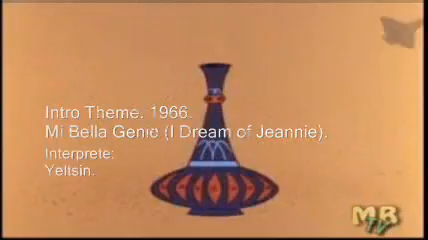 Intro Theme. 1966.
Mi Bella Genio (I Dream of Jeannie).
Interprete:
Yeltsin.
MB
TV